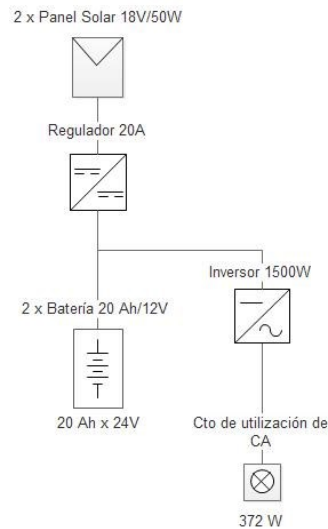 2 x Panel Solar 18V/50W
Regulador 20A
Inversor 1500W
2 x Batería 20 Ah/12V
20 Ah x 24V
Cto de utilización de
CA
372 W